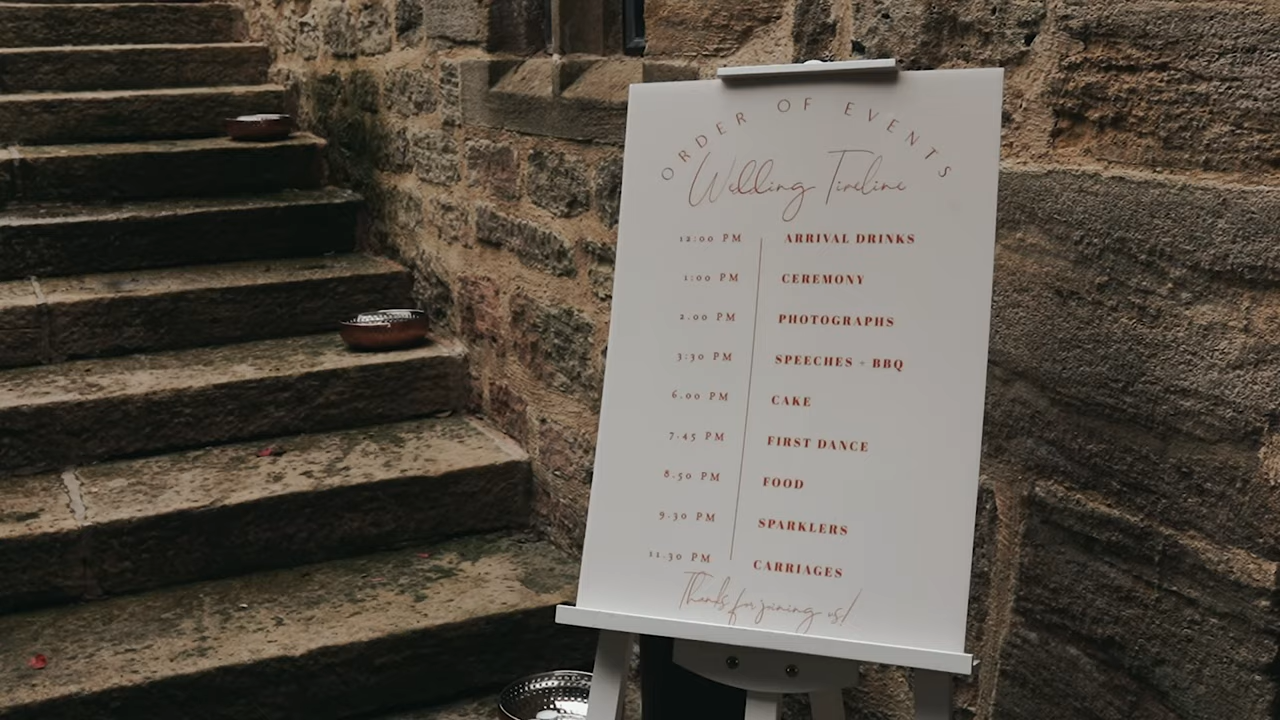 ORDER OF EVENTS
Wedding Timeline
12:00 PM ARRIVAL DRINKS
1:00 PM CEREMONY
2.00 PM PHOTOGRAPHS
3:30 PM SPEECHES + BBQ
6.00 PM CAKE
7.45 PM FIRST DANCE
8.50 PM FOOD
9.30 PM SPARKLERS
11.30 PM CARRIAGES
Thanks for joining us!